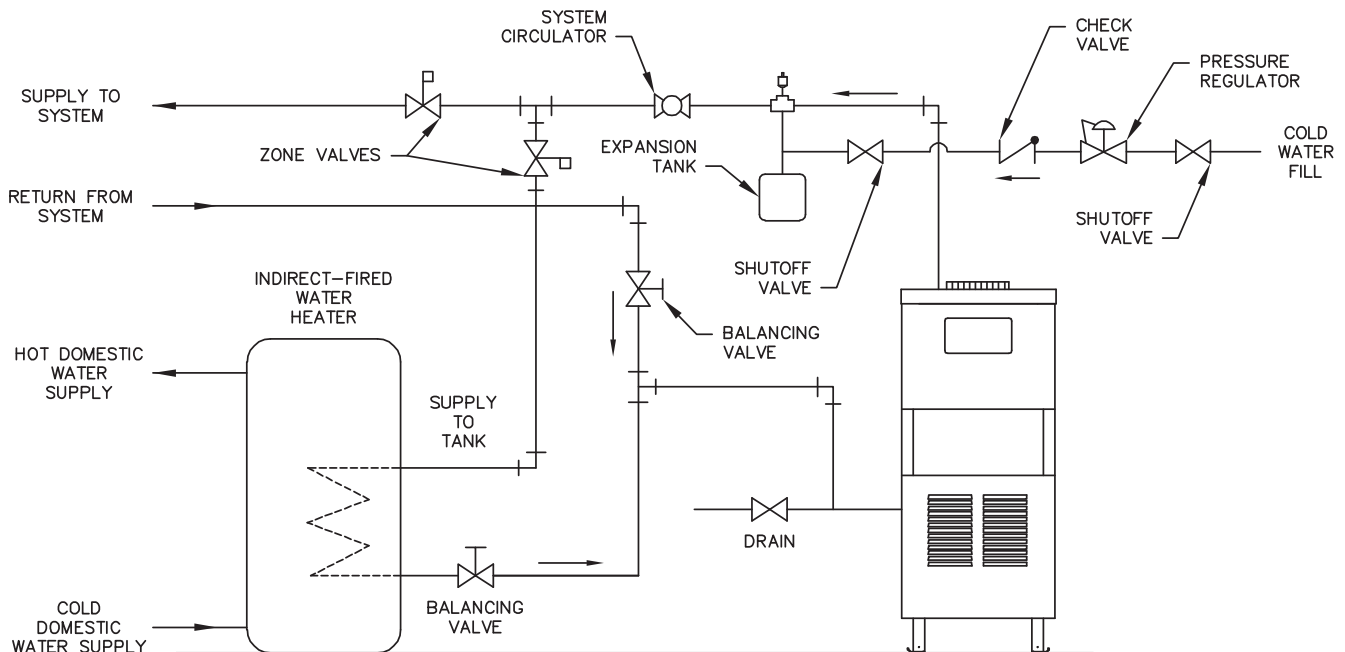 SYSTEM
CIRCULATOR
CHECK
VALVE
PRESSURE
REGULATOR
SUPPLY TO
SYSTEM
ZONE VALVES
EXPANSION
TANK
COLD
WATER
FILL
RETURN FROM
SYSTEM
SHUTOFF
VALVE
SHUTOFF
VALVE
INDIRECT-FIRED
WATER
HEATER
BALANCING
VALVE
HOT DOMESTIC
WATER
SUPPLY
SUPPLY
TO
TANK
DRAIN
BALANCING
VALVE
COLD
DOMESTIC
WATER SUPPLY